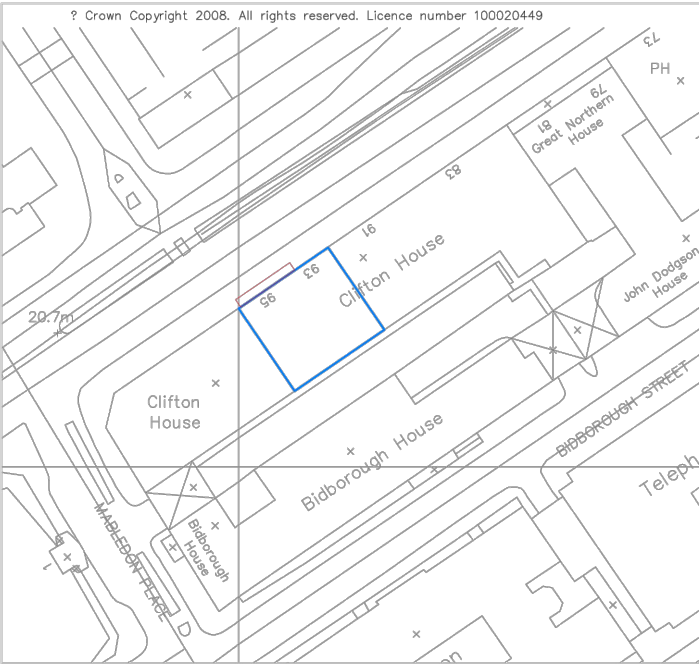 ? Crown Copyright 2008. All rights reserved. Licence number 100020449
73
PH
79
81
Great Northern
House
83
91
Clifton House
93
95
John Dodgson
House
20.7m
Clifton
House
BIDBOROUGH STREET
Bidborough House
Teleph
MABLEDON PLACE
Bidborough
House
on